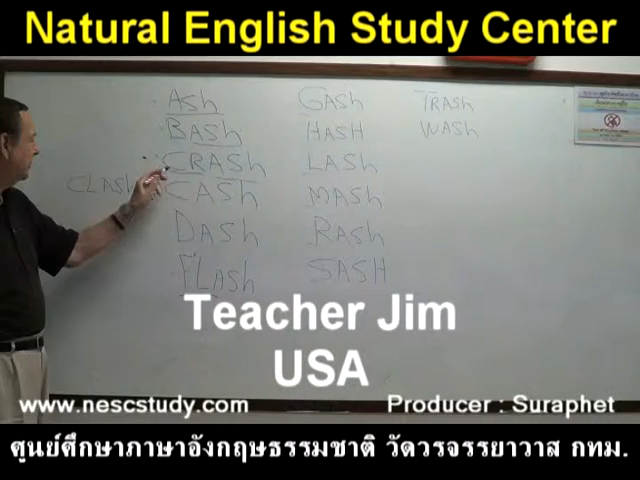 Natural English Study Center
Ash GASh TRASh
BASh HASH WASh
CRASh LASh
CLASh
CASh MASh
DASh RASh
FLash SASH
Teacher Jim
USA
www.nescstudy.com Producer : Suraphet
ศูนย์ศึกษาภาษาอังกฤษธรรมชาติ วัดวรจรรยาวาส กทม.